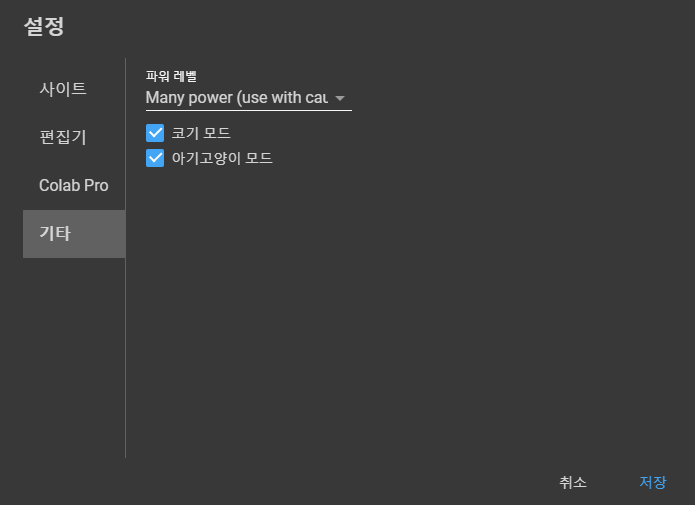 설정
사이트
편집기
Colab Pro
기타
파워 레벨
Many power (use with cau
코기 모드
아기고양이 모드
취소
저장